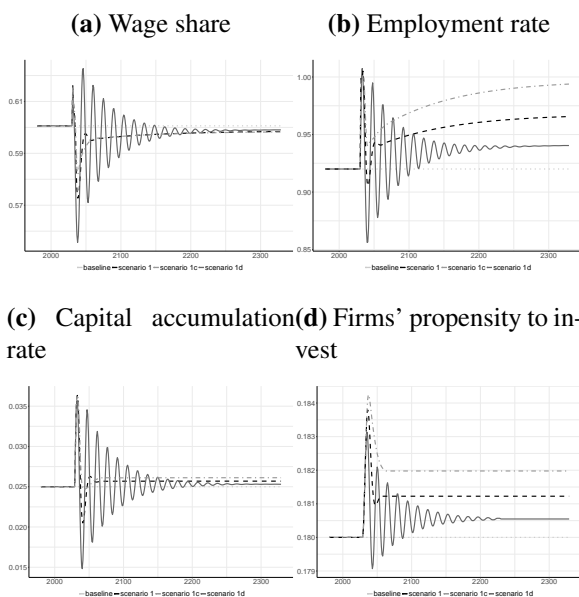 (a) Wage share
(b) Employment rate
0.61
0.59
0.57
2000 2100 2200 2300
baseline scenario 1 scenario 1c scenario 1d
1.00
0.95
0.90
0.85
2000 2100 2200 2300
baseline scenario 1 scenario 1c scenario 1d
(c) Capital accumulation
rate
(d) Firms' propensity to in-
vest
0.035
0.025
0.020
0.015
2000 2100 2200 2300
baseline scenario 1 scenario 1c scenario 1d
0.184
0.183
0.182
0.181
0.180
0.179
2000 2100 2200 2300
baseline scenario 1 scenario 1c scenario 1d